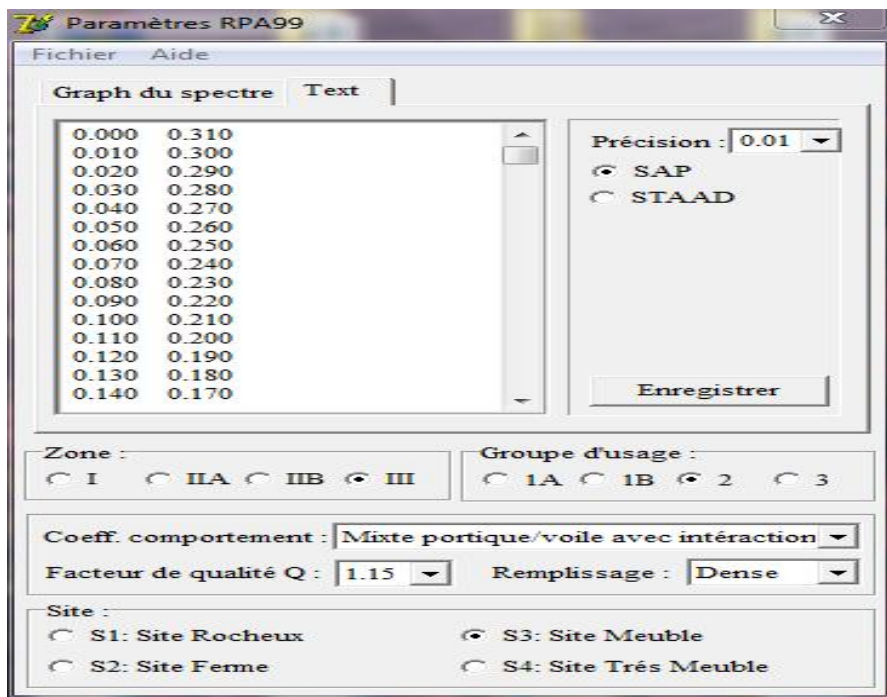 Paramètres RPA99
Fichier Aide
Graph du spectre Text
0.000 0.310
0.010 0.300
0.020 0.290
0.030 0.280
0.040 0.270
0.050 0.260
0.060 0.250
0.070 0.240
0.080 0.230
0.090 0.220
0.100 0.210
0.110 0.200
0.120 0.190
0.130 0.180
0.140 0.170
Précision : 0.01
SAP
STAAD
Enregistrer
Zone :
I IIA IIB III
Groupe d'usage :
1A 1B 2 3
Coeff. comportement : Mixte portique/voile avec intéraction
Facteur de qualité Q : 1.15 Remplissage : Dense
Site :
S1: Site Rocheux S3: Site Meuble
S2: Site Ferme S4: Site Trés Meuble